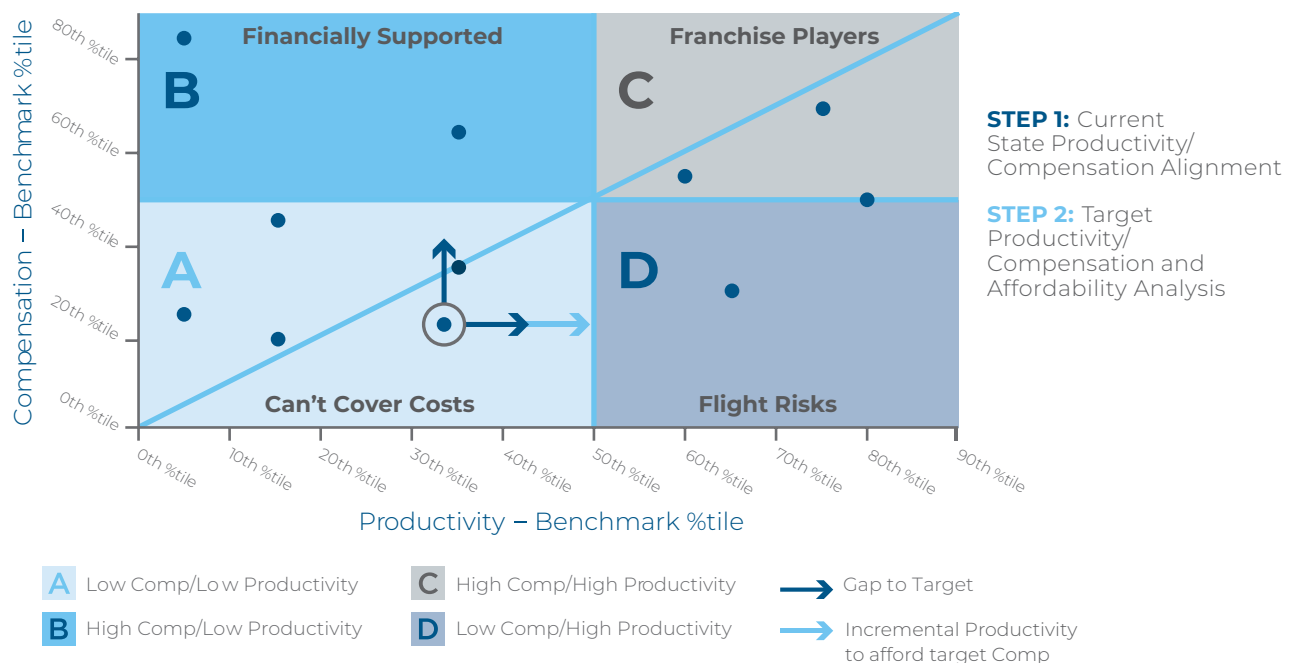 Compensation – Benchmark %tile
80th %tile
60th %tile
40th %tile
20th %tile
0th %tile
Financially Supported
B
Franchise Players
C
A
Can't Cover Costs
D
Flight Risks
0th %tile
10th %tile
20th %tile
30th %tile
40th %tile
50th %tile
60th %tile
70th %tile
80th %tile
90th %tile
Productivity – Benchmark %tile
STEP 1: Current
State Productivity/
Compensation Alignment
STEP 2: Target
Productivity/
Compensation and
Affordability Analysis
A Low Comp/Low Productivity
B High Comp/Low Productivity
C High Comp/High Productivity
D Low Comp/High Productivity
Gap to Target
Incremental Productivity
to afford target Comp